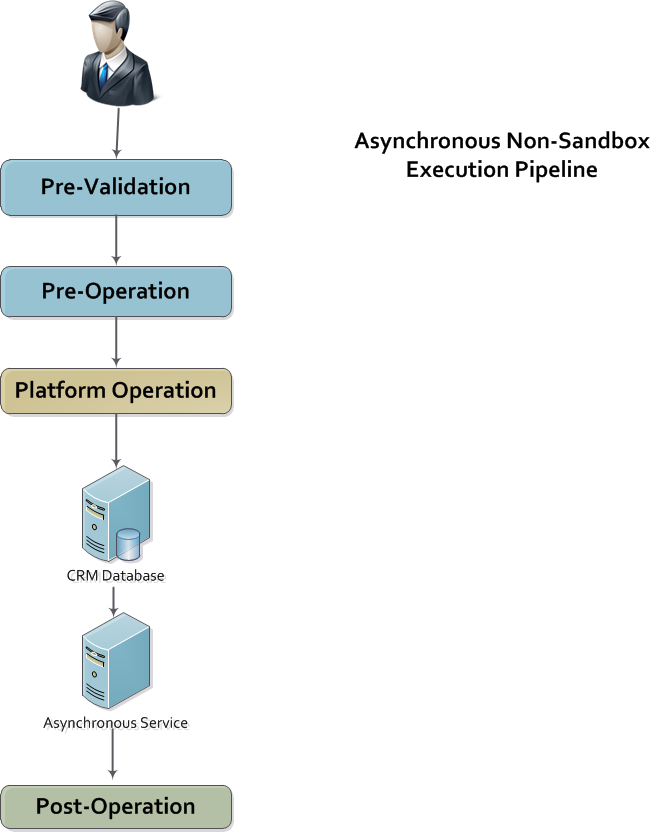 Asynchronous Non-Sandbox
Execution Pipeline
Pre-Validation
Pre-Operation
Platform Operation
CRM Database
Asynchronous Service
Post-Operation